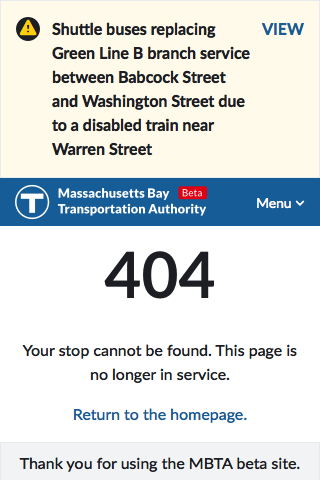 Shuttle buses replacing
VIEW
Green Line B branch service
between Babcock Street
and Washington Street due
to a disabled train near
Warren Street
T
Massachusetts Bay Beta
Transportation Authority
Menu
404
Your stop cannot be found. This page is
no longer in service.
Return to the homepage.
Thank you for using the MBTA beta site.